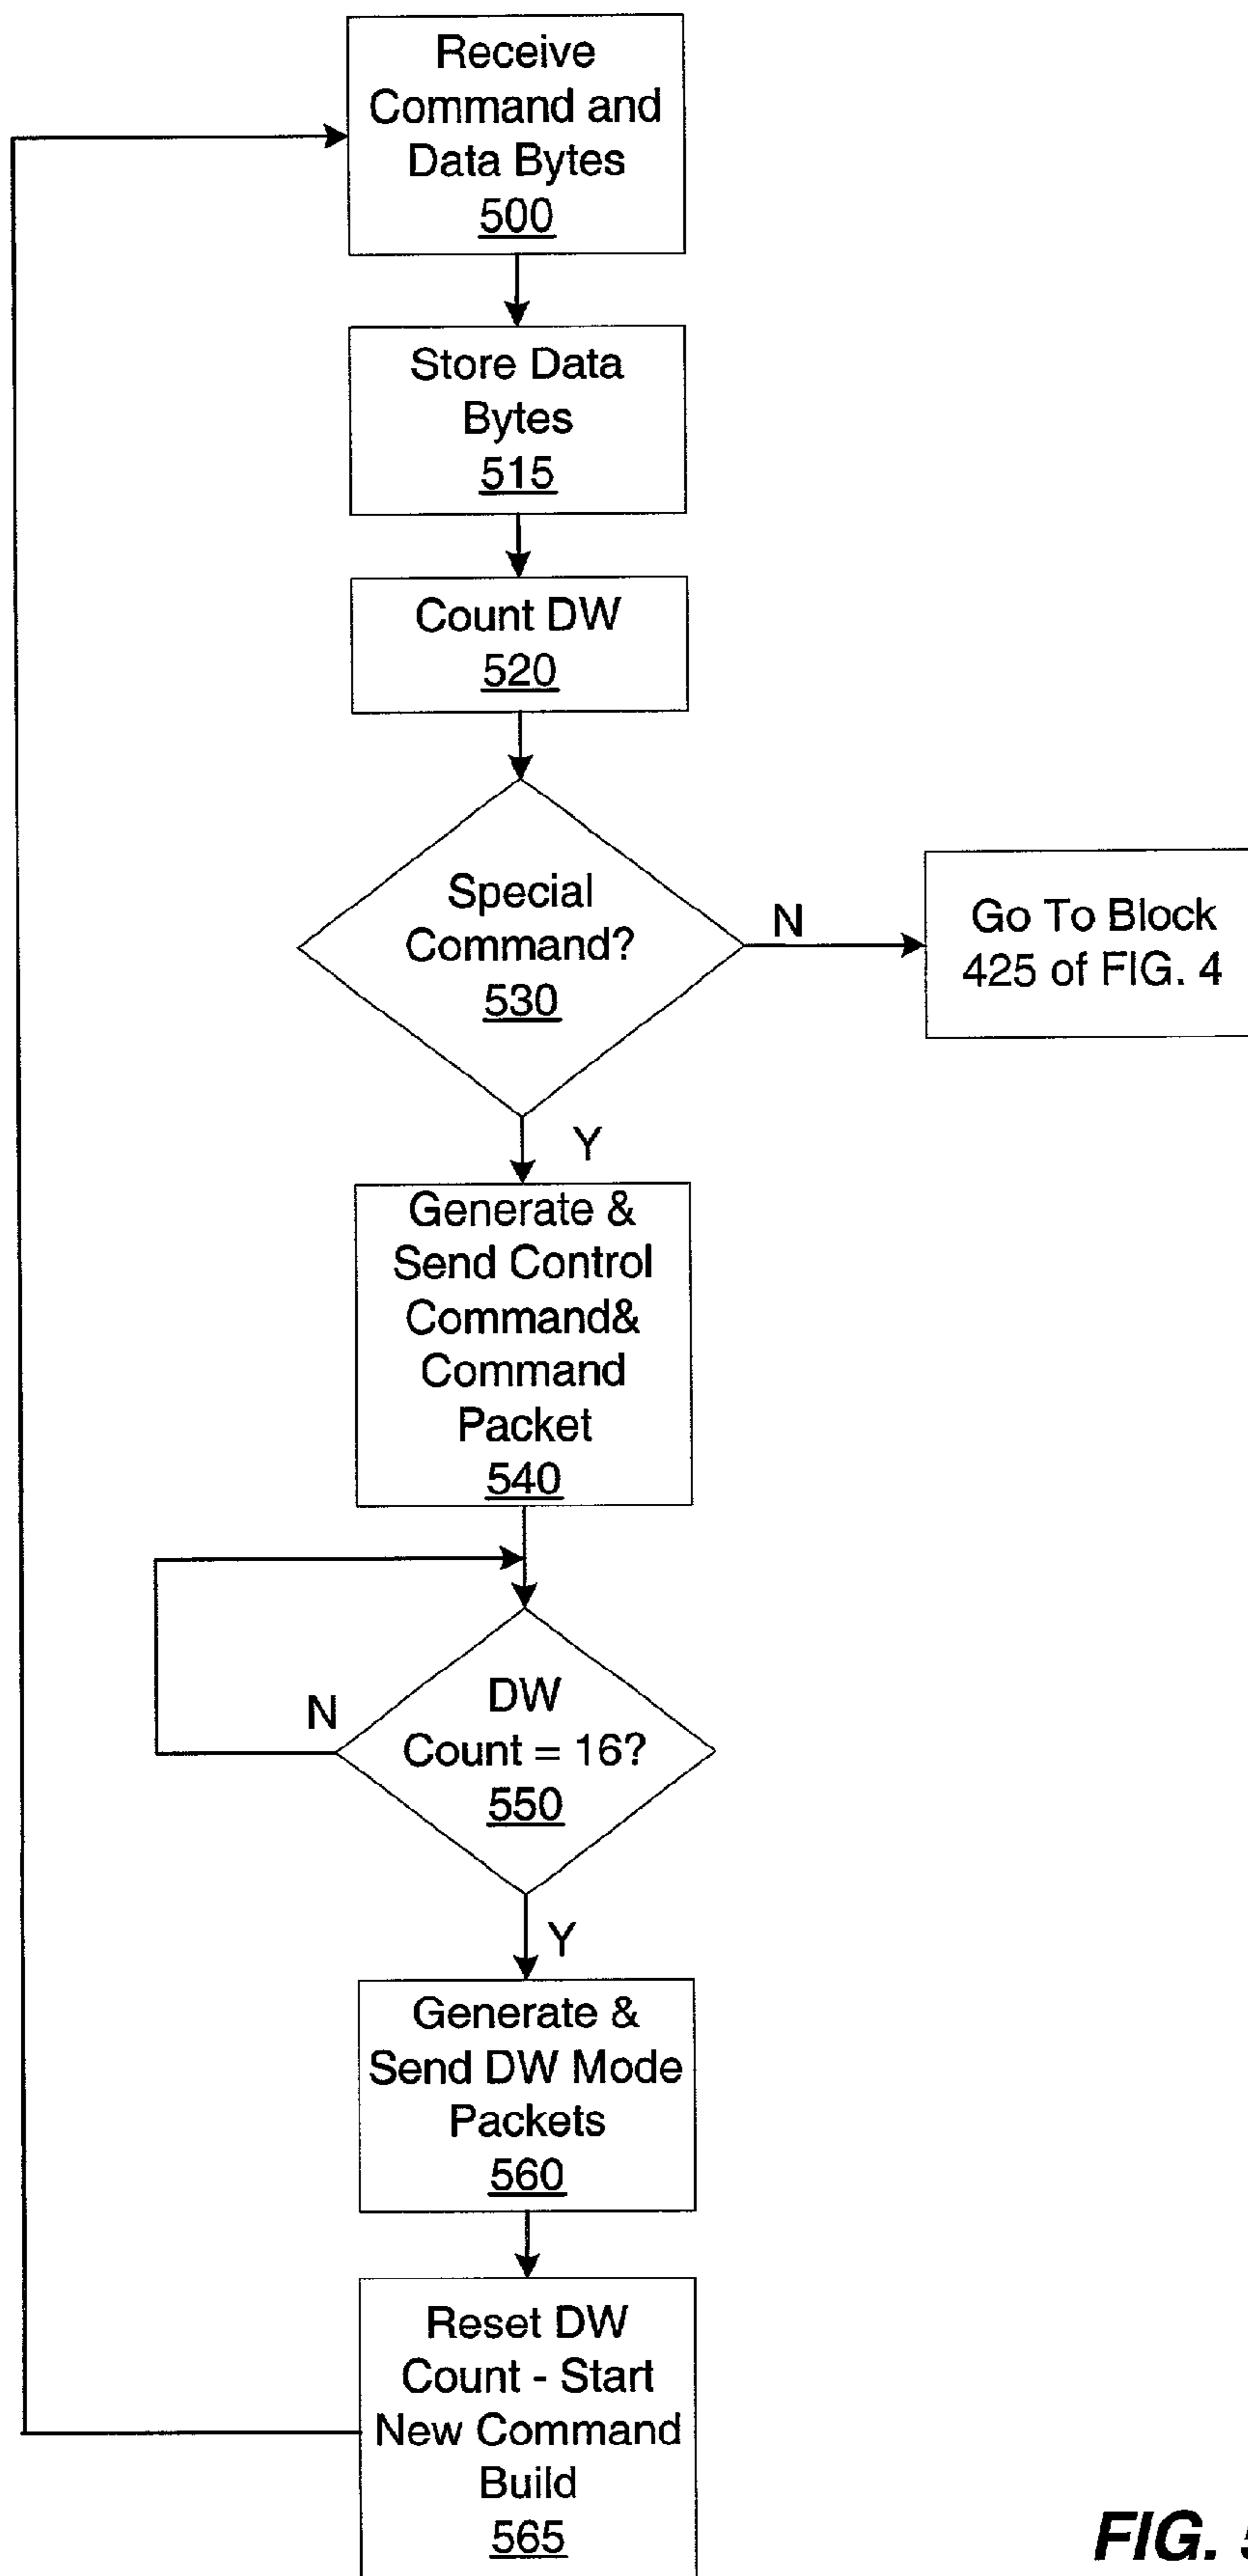 Receive
Command and
Data Bytes
500
Store Data
Bytes
515
Count DW
520
Special
Command?
530
N
Go To Block
425 of FIG. 4
Y
Generate &
Send Control
Command&
Command
Packet
540
DW
Count = 16?
550
N
Y
Generate &
Send DW Mode
Packets
560
Reset DW
Count - Start
New Command
Build
565
FIG. 5